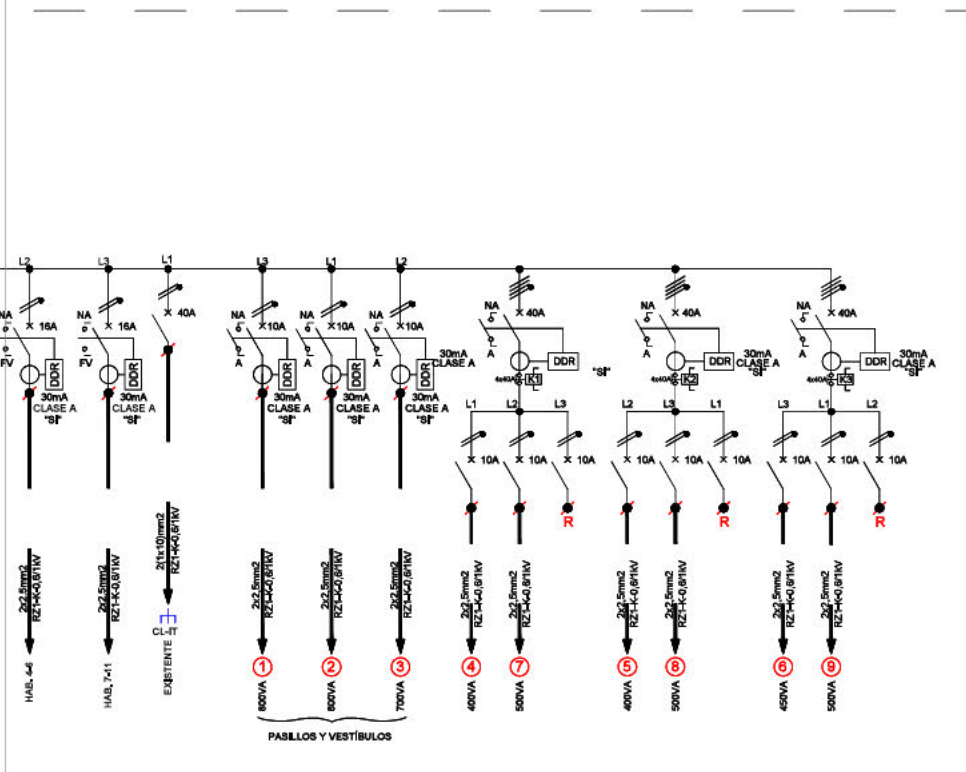 L2 L3 L1 L3 L1 L2
NA 16A NA 16A 40A NA 10A NA 10A NA 10A NA 40A NA 40A NA 40A
FV FV A A A A A A
DDR DDR DDR DDR DDR DDR DDR DDR
30mA
CLASE A
"SI"
30mA
CLASE A
"SI"
30mA
CLASE A
"SI"
30mA
CLASE A
"SI"
30mA
CLASE A
"SI"
30mA
CLASE A
"SI"
30mA
CLASE A
"SI"
30mA
CLASE A
"SI"
4x40A K1 4x40A K2 4x40A K3
L1 L2 L3 L2 L3 L1 L3 L1 L2
10A 10A 10A 10A 10A 10A 10A 10A 10A
R R R
2x2,5mm2
RZ1-K-0,6/1kV
2x2,5mm2
RZ1-K-0,6/1kV
2(1x10)mm2
RZ1-K-0,6/1kV
2x2,5mm2
RZ1-K-0,6/1kV
2x2,5mm2
RZ1-K-0,6/1kV
2x2,5mm2
RZ1-K-0,6/1kV
2x2,5mm2
RZ1-K-0,6/1kV
2x2,5mm2
RZ1-K-0,6/1kV
2x2,5mm2
RZ1-K-0,6/1kV
2x2,5mm2
RZ1-K-0,6/1kV
2x2,5mm2
RZ1-K-0,6/1kV
2x2,5mm2
RZ1-K-0,6/1kV
CL-IT
EXISTENTE
HAB. 4-6
HAB. 7-11
1 2 3 4 7 5 8 6 9
800VA 700VA 400VA 500VA 400VA 500VA 450VA 500VA
PASILLOS Y VESTÍBULOS